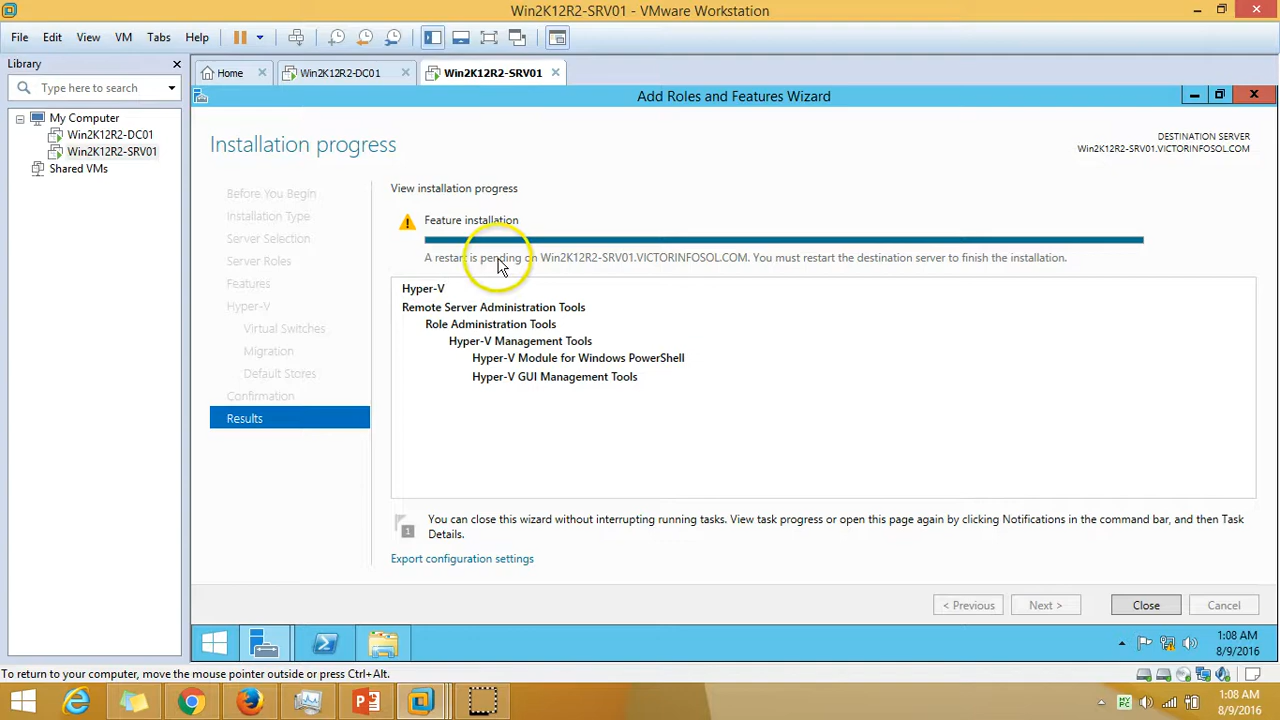 Win2K12R2-SRV01 - VMware Workstation
File Edit View VM Tabs Help
Library
Type here to search
My Computer
Win2K12R2-DC01
Win2K12R2-SRV01
Shared VMs
Home
Win2K12R2-DC01
Win2K12R2-SRV01
Add Roles and Features Wizard
Installation progress
DESTINATION SERVER
Win2K12R2-SRV01.VICTORINFOSOL.COM
Before You Begin
Installation Type
Server Selection
Server Roles
Features
Hyper-V
Virtual Switches
Migration
Default Stores
Confirmation
Results
View installation progress
Feature installation
A restart is pending on Win2K12R2-SRV01.VICTORINFOSOL.COM. You must restart the destination server to finish the installation.
Hyper-V
Remote Server Administration Tools
Role Administration Tools
Hyper-V Management Tools
Hyper-V Module for Windows PowerShell
Hyper-V GUI Management Tools
1
You can close this wizard without interrupting running tasks. View task progress or open this page again by clicking Notifications in the command bar, and then Task
Details.
Export configuration settings
< Previous
Next >
Close
Cancel
1:08 AM
8/9/2016
To return to your computer, move the mouse pointer outside or press Ctrl+Alt.
1:08 AM
8/9/2016